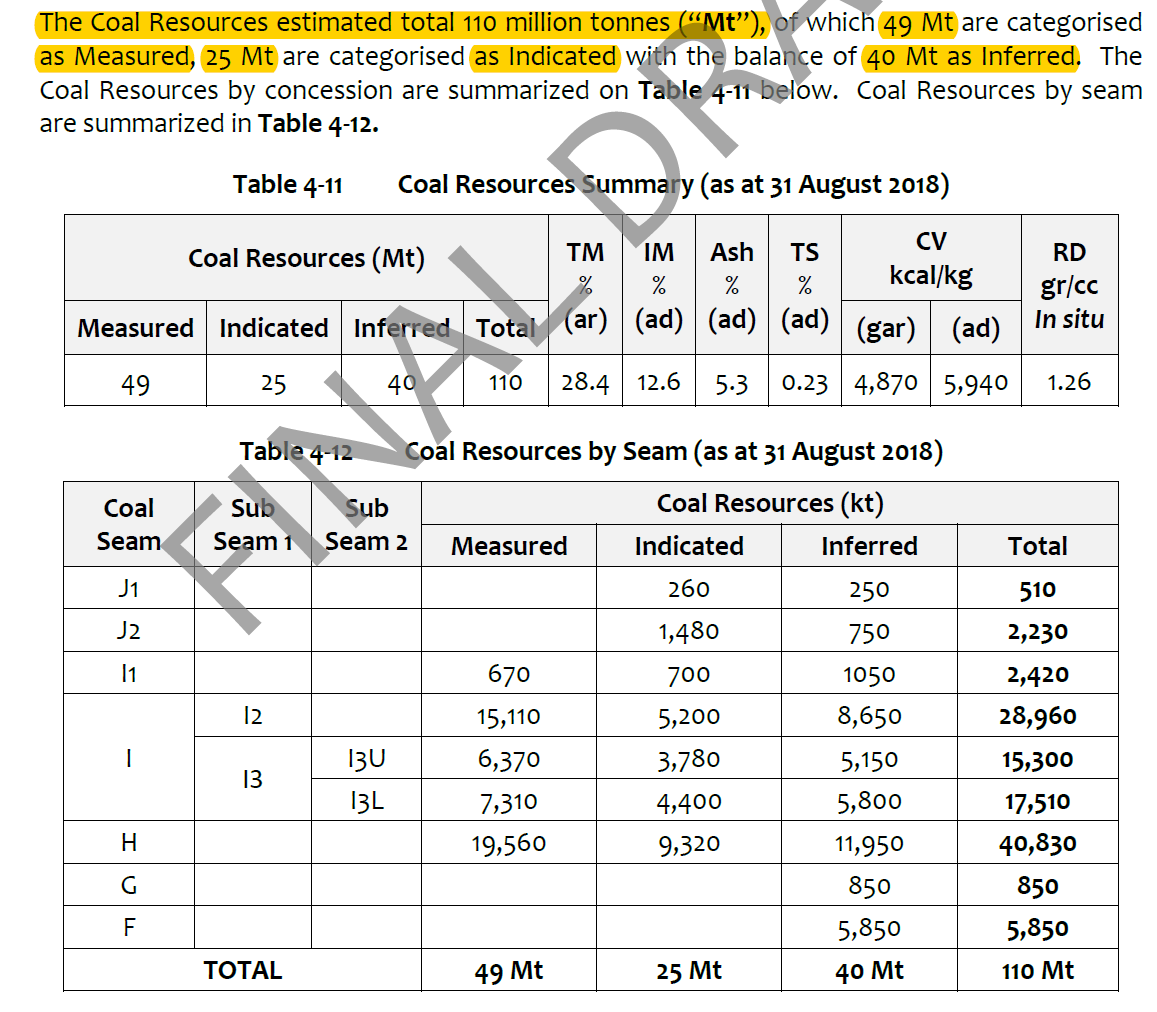 The Coal Resources estimated total 110 million tonnes (“Mt”), of which 49 Mt are categorised
as Measured, 25 Mt are categorised as Indicated with the balance of 40 Mt as Inferred. The
Coal Resources by concession are summarized on Table 4-11 below. Coal Resources by seam
are summarized in Table 4-12.
Table 4-11 Coal Resources Summary (as at 31 August 2018)
Coal Resources (Mt) TM % (ar) IM % (ad) Ash % (ad) TS % (ad) CV kcal/kg RD gr/cc In situ
Measured Indicated Inferred Total (gar) (ad)
49 25 40 110 28.4 12.6 5.3 0.23 4,870 5,940 1.26
Table 4-12 Coal Resources by Seam (as at 31 August 2018)
Coal Seam Sub Seam 1 Sub Seam 2 Coal Resources (kt)
Measured Indicated Inferred Total
J1 260 250 510
J2 1,480 750 2,230
I1 670 700 1050 2,420
I I2 15,110 5,200 8,650 28,960
I3 I3U 6,370 3,780 5,150 15,300
I3L 7,310 4,400 5,800 17,510
H 19,560 9,320 11,950 40,830
G 850 850
F 5,850 5,850
TOTAL 49 Mt 25 Mt 40 Mt 110 Mt
FINAL DRA